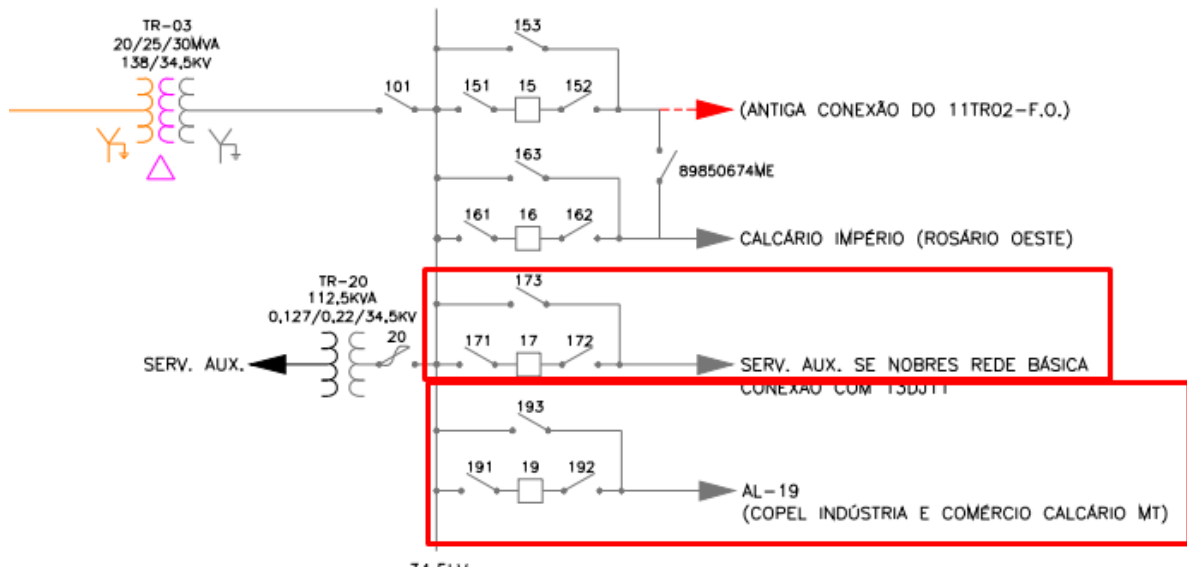 TR-03
20/25/30MVA
138/34,5KV
101
153
151 15 152
(ANTIGA CONEXÃO DO 11TR02-F.O.)
89850674ME
163
161 16 162
CALCÁRIO IMPÉRIO (ROSÁRIO OESTE)
TR-20
112,5KVA
0,127/0,22/34,5KV
20
SERV. AUX.
173
171 17 172
SERV. AUX. SE NOBRES REDE BÁSICA
CONEXÃO COM 13DJ11
193
191 19 192
AL-19
(COPEL INDÚSTRIA E COMÉRCIO CALCÁRIO MT)